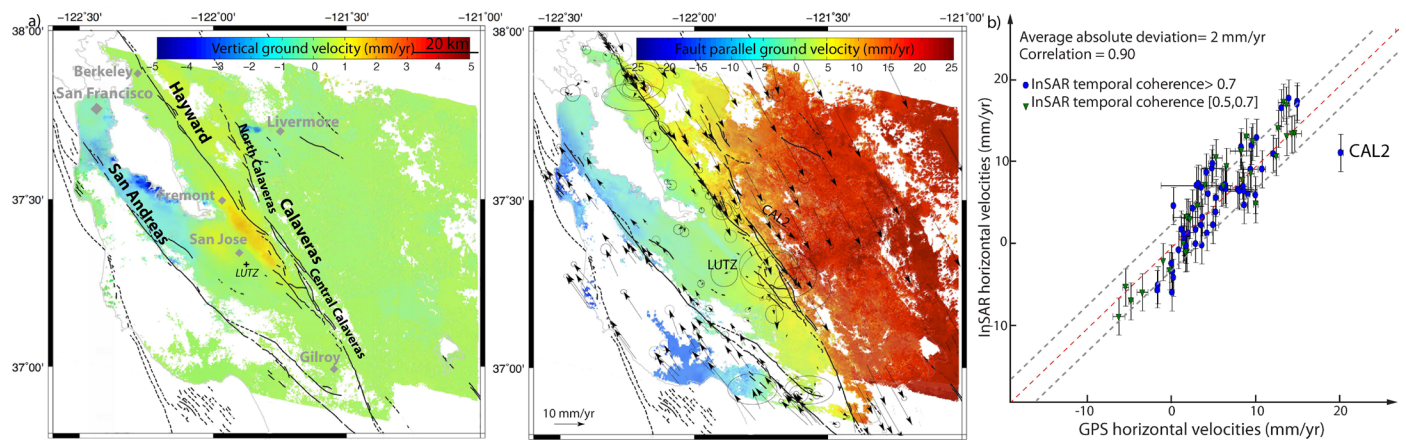 a)
−122°30'
−122°00'
−121°30'
−121°00'
38°00'
37°30'
37°00'
Vertical ground velocity (mm/yr)
20 km
−5 −4 −3 −2 −1 0 1 2 3 4 5
Berkeley
San Francisco
Hayward
Livermore
North Calaveras
San Andreas
Fremont
Calaveras
San Jose
LUTZ
Central Calaveras
Gilroy
−122°30'
−122°00'
−121°30'
−121°00'
38°00'
37°30'
37°00'
Fault parallel ground velocity (mm/yr)
−25 −20 −15 −10 −5 0 5 10 15 20 25
CAL2
LUTZ
10 mm/yr
b)
Average absolute deviation= 2 mm/yr
Correlation = 0.90
InSAR temporal coherence> 0.7
InSAR temporal coherence [0.5,0.7]
CAL2
InSAR horizontal velocities (mm/yr)
20
10
0
10
-10 0 10 20
GPS horizontal velocities (mm/yr)